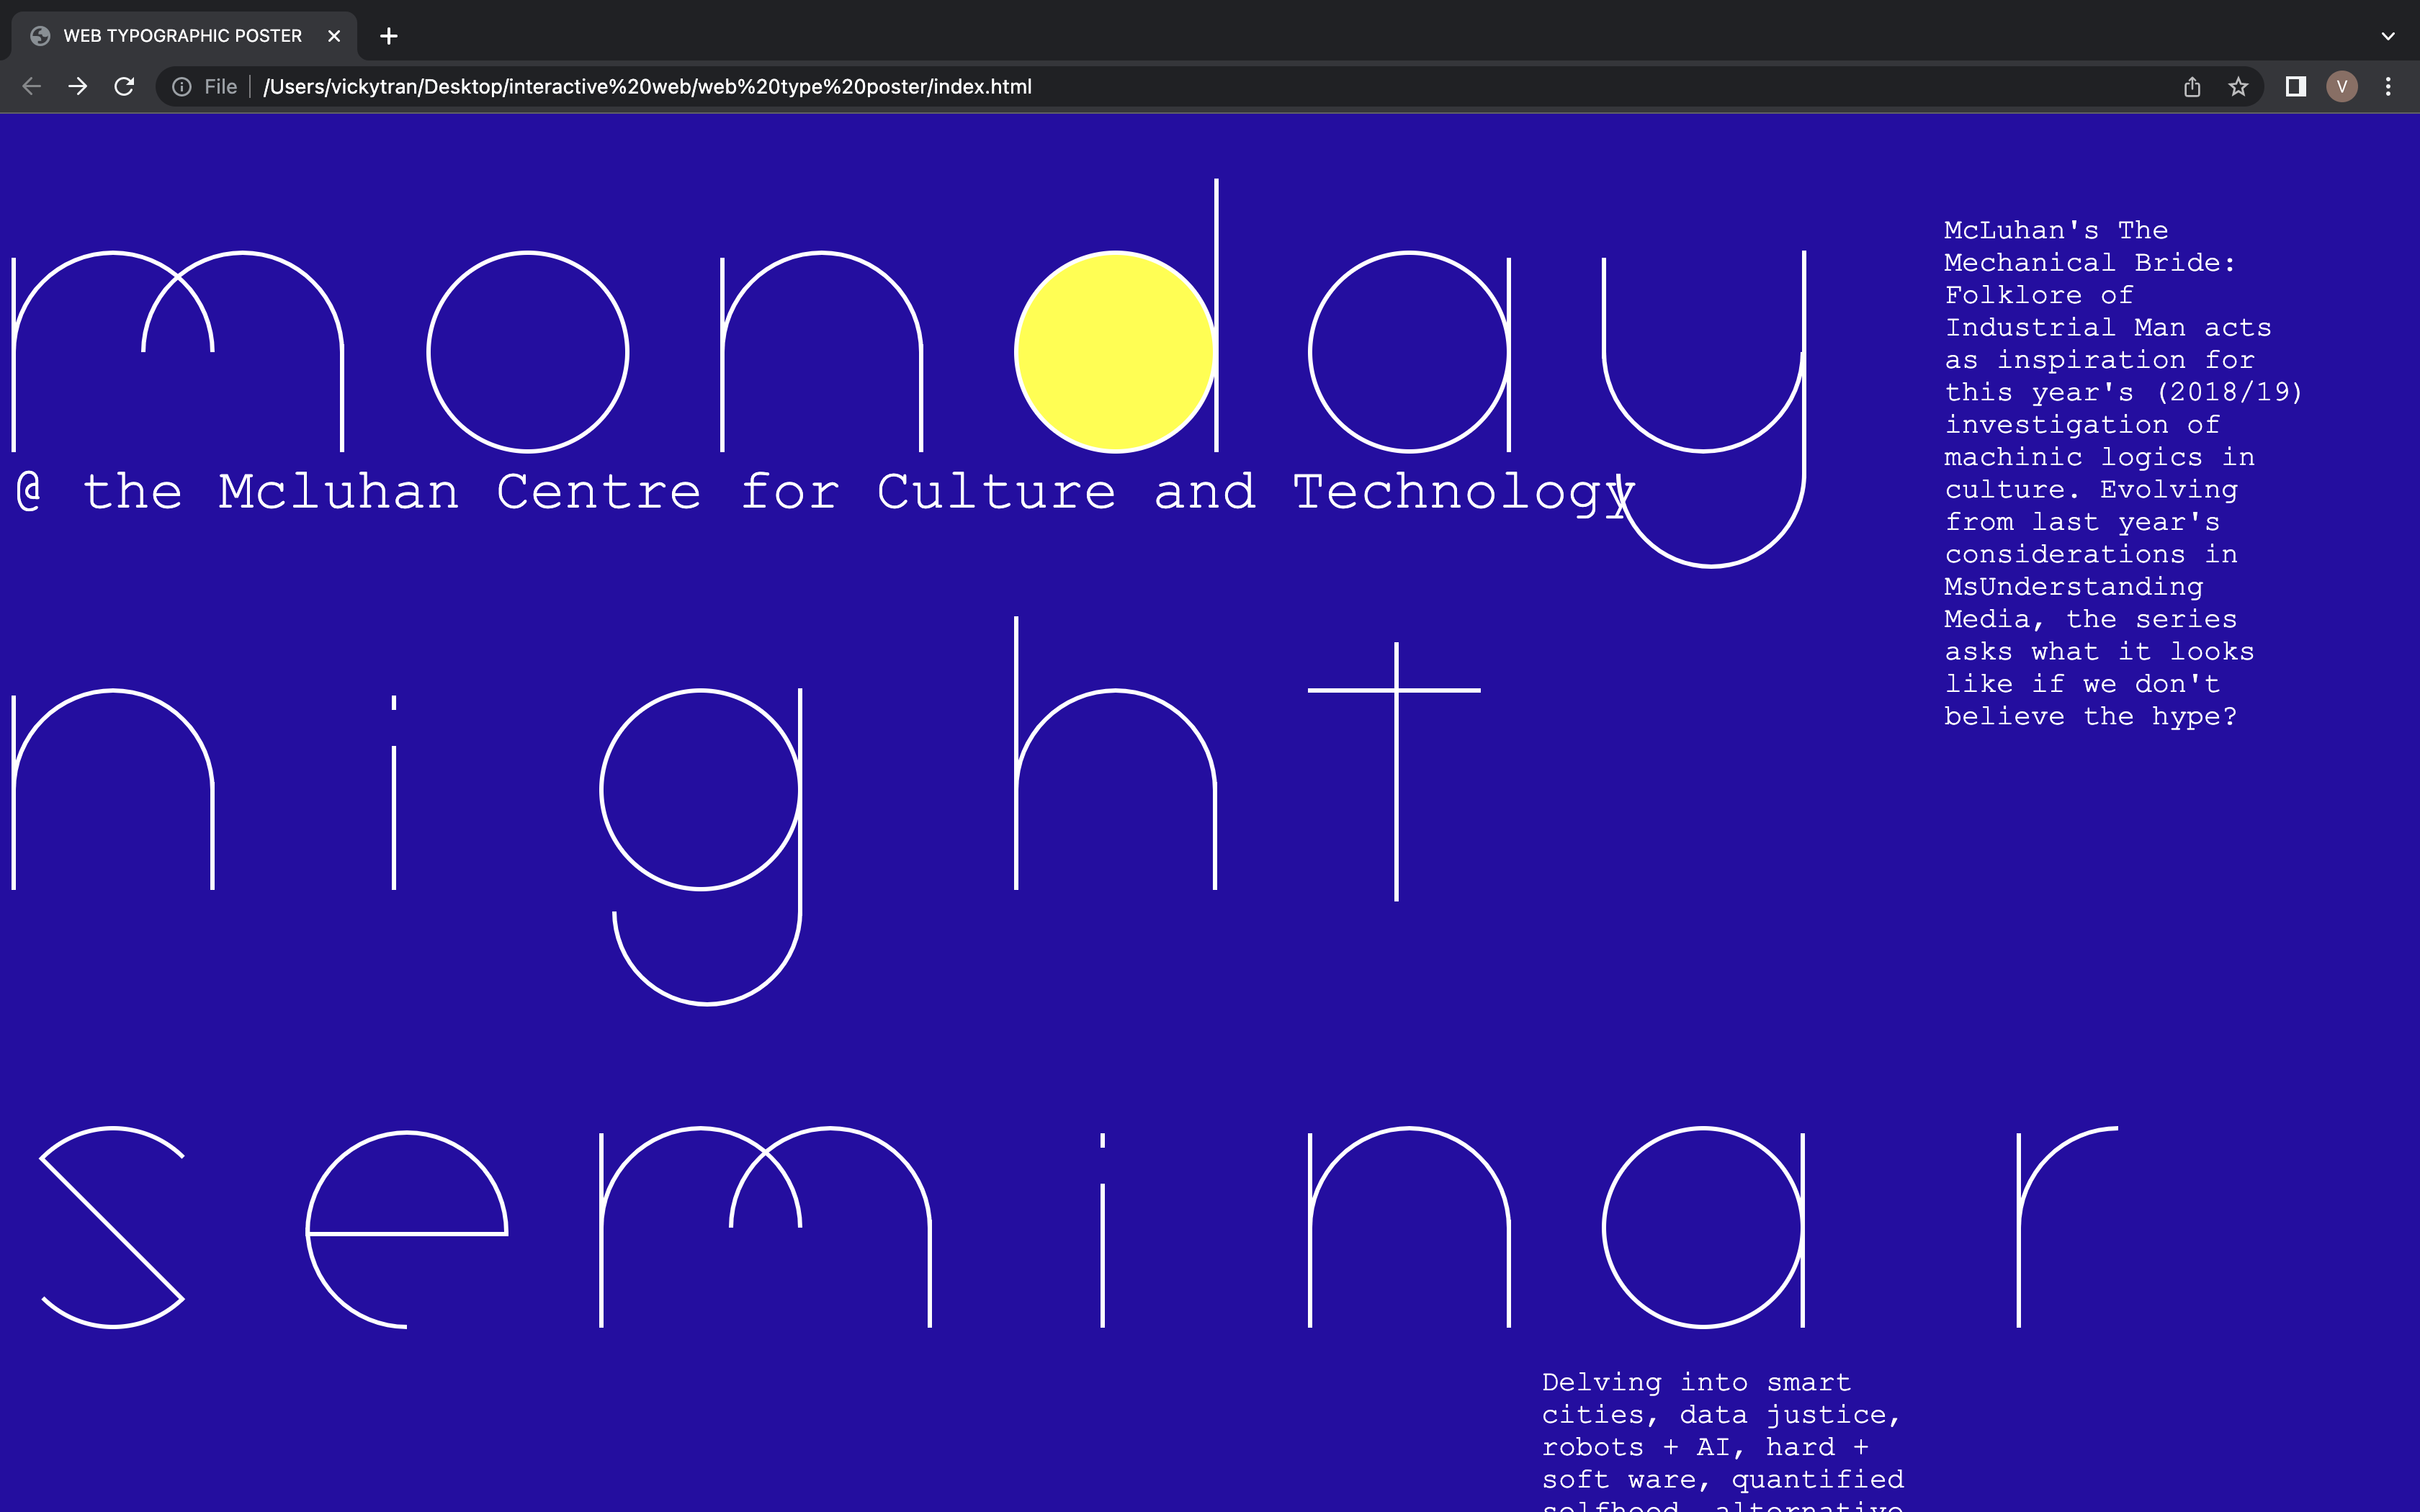 WEB TYPOGRAPHIC POSTER
File
/Users/vickytran/Desktop/interactive%20web/web%20type%20poster/index.html
V
monday
@ the Mcluhan Centre for Culture and Technology
night
seminar
McLuhan's The
Mechanical Bride:
Folklore of
Industrial Man acts
as inspiration for
this year's (2018/19)
investigation of
machinic logics in
culture. Evolving
from last year's
considerations in
MsUnderstanding
Media, the series
asks what it looks
like if we don't
believe the hype?
Delving into smart
cities, data justice,
robots + AI, hard +
soft ware, quantified
selfhood, alternative